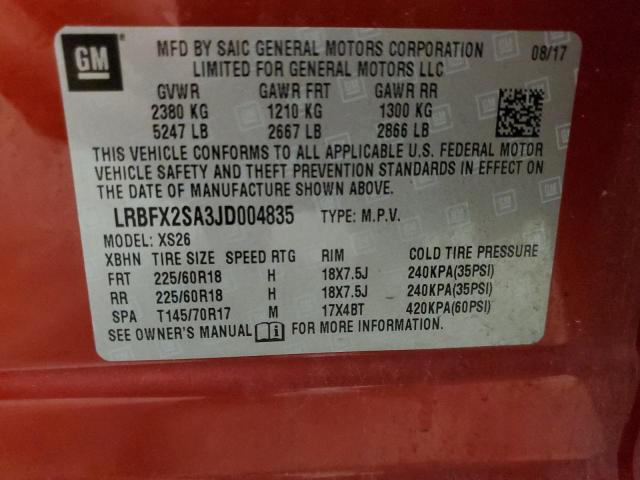 GM MFD BY SAIC GENERAL MOTORS CORPORATION 08/17
LIMITED FOR GENERAL MOTORS LLC
GVWR GAWR FRT GAWR RR
2380 KG 1210 KG 1300 KG
5247 LB 2667 LB 2866 LB
THIS VEHICLE CONFORMS TO ALL APPLICABLE U.S. FEDERAL MOTOR
VEHICLE SAFETY AND THEFT PREVENTION STANDARDS IN EFFECT ON
THE DATE OF MANUFACTURE SHOWN ABOVE.
LRBFX2SA3JD004835 TYPE: M.P.V.
MODEL: XS26
XBHN TIRE SIZE SPEED RTG RIM COLD TIRE PRESSURE
FRT 225/60R18 H 18X7.5J 240KPA(35PSI)
RR 225/60R18 H 18X7.5J 240KPA(35PSI)
SPA T145/70R17 M 17X4BT 420KPA(60PSI)
SEE OWNER'S MANUAL FOR MORE INFORMATION.